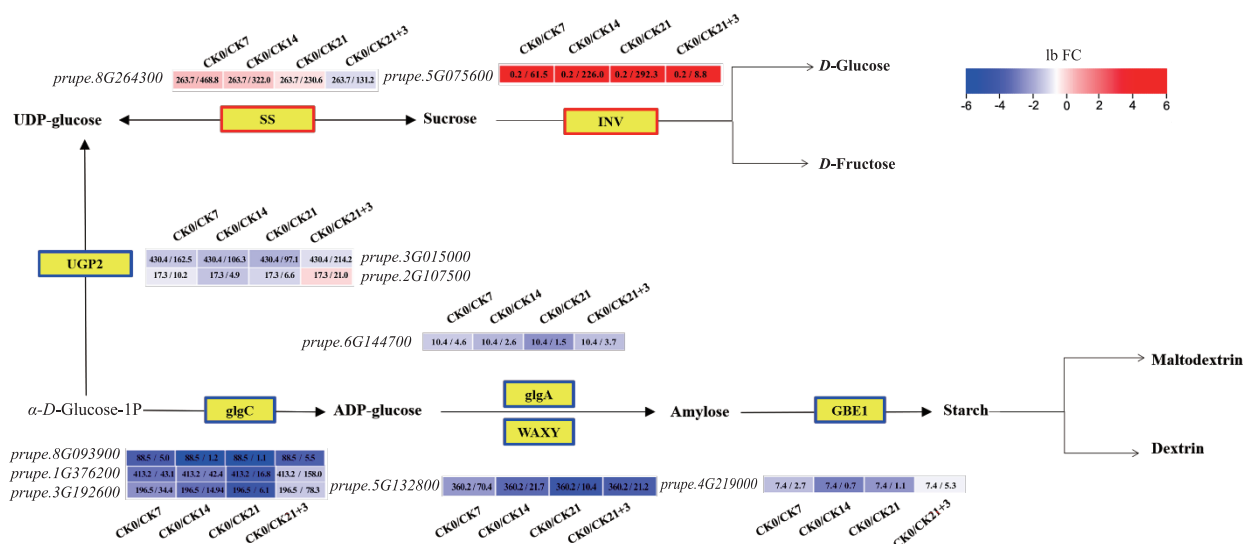 CK0/CK7 CK0/CK14 CK0/CK21 CK0/CK21+3
prupe.8G264300 263.7 / 468.8 263.7 / 322.0 263.7 / 230.6 263.7 / 131.2
CK0/CK7 CK0/CK14 CK0/CK21 CK0/CK21+3
prupe.5G075600 0.2 / 61.5 0.2 / 226.0 0.2 / 292.3 0.2 / 8.8
lb FC
-6 -4 -2 0 2 4 6
D-Glucose
UDP-glucose SS Sucrose INV
D-Fructose
CK0/CK7 CK0/CK14 CK0/CK21 CK0/CK21+3
UGP2
430.4 / 162.5 430.4 / 106.3 430.4 / 97.1 430.4 / 214.2 prupe.3G015000
17.3 / 10.2 17.3 / 4.9 17.3 / 6.6 17.3 / 21.0 prupe.2G107500
CK0/CK7 CK0/CK14 CK0/CK21 CK0/CK21+3
prupe.6G144700 10.4 / 4.6 10.4 / 2.6 10.4 / 1.5 10.4 / 3.7
Maltodextrin
glgA
α-D-Glucose-1P glgC ADP-glucose Amylose GBE1 Starch
WAXY
Dextrin
prupe.8G093900 88.5 / 5.0 88.5 / 1.2 88.5 / 1.1 88.5 / 5.5
prupe.1G376200 413.2 / 43.1 413.2 / 42.4 413.2 / 16.8 413.2 / 158.0
prupe.3G192600 196.5 / 34.4 196.5 / 14.94 196.5 / 6.1 196.5 / 78.3
CK0/CK7 CK0/CK14 CK0/CK21 CK0/CK21+3
prupe.5G132800 360.2 / 70.4 360.2 / 21.7 360.2 / 10.4 360.2 / 21.2
CK0/CK7 CK0/CK14 CK0/CK21 CK0/CK21+3
prupe.4G219000 7.4 / 2.7 7.4 / 0.7 7.4 / 1.1 7.4 / 5.3
CK0/CK7 CK0/CK14 CK0/CK21 CK0/CK21+3